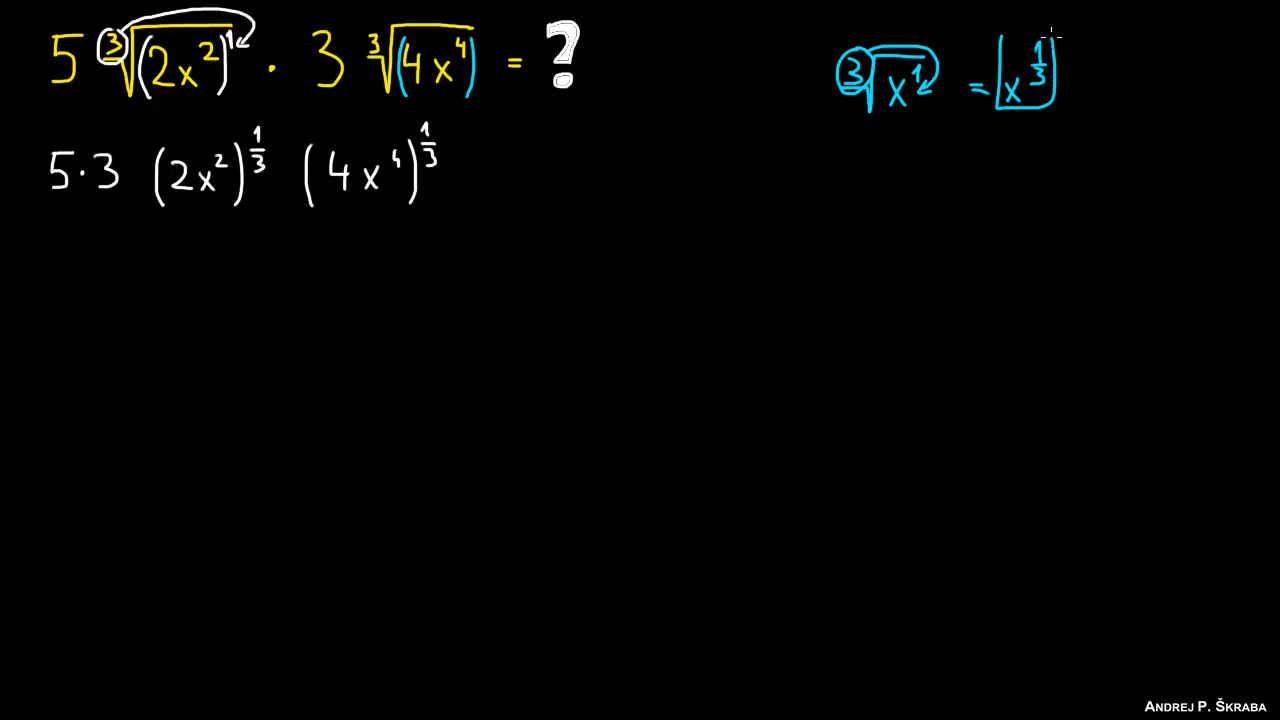 5 ∛(2x²)¹ · 3 ∛(4x⁴) = ?
∛x¹ = x^(1/3)
5·3 (2x²)^(1/3) (4x⁴)^(1/3)
ANDREJ P. ŠKRABA